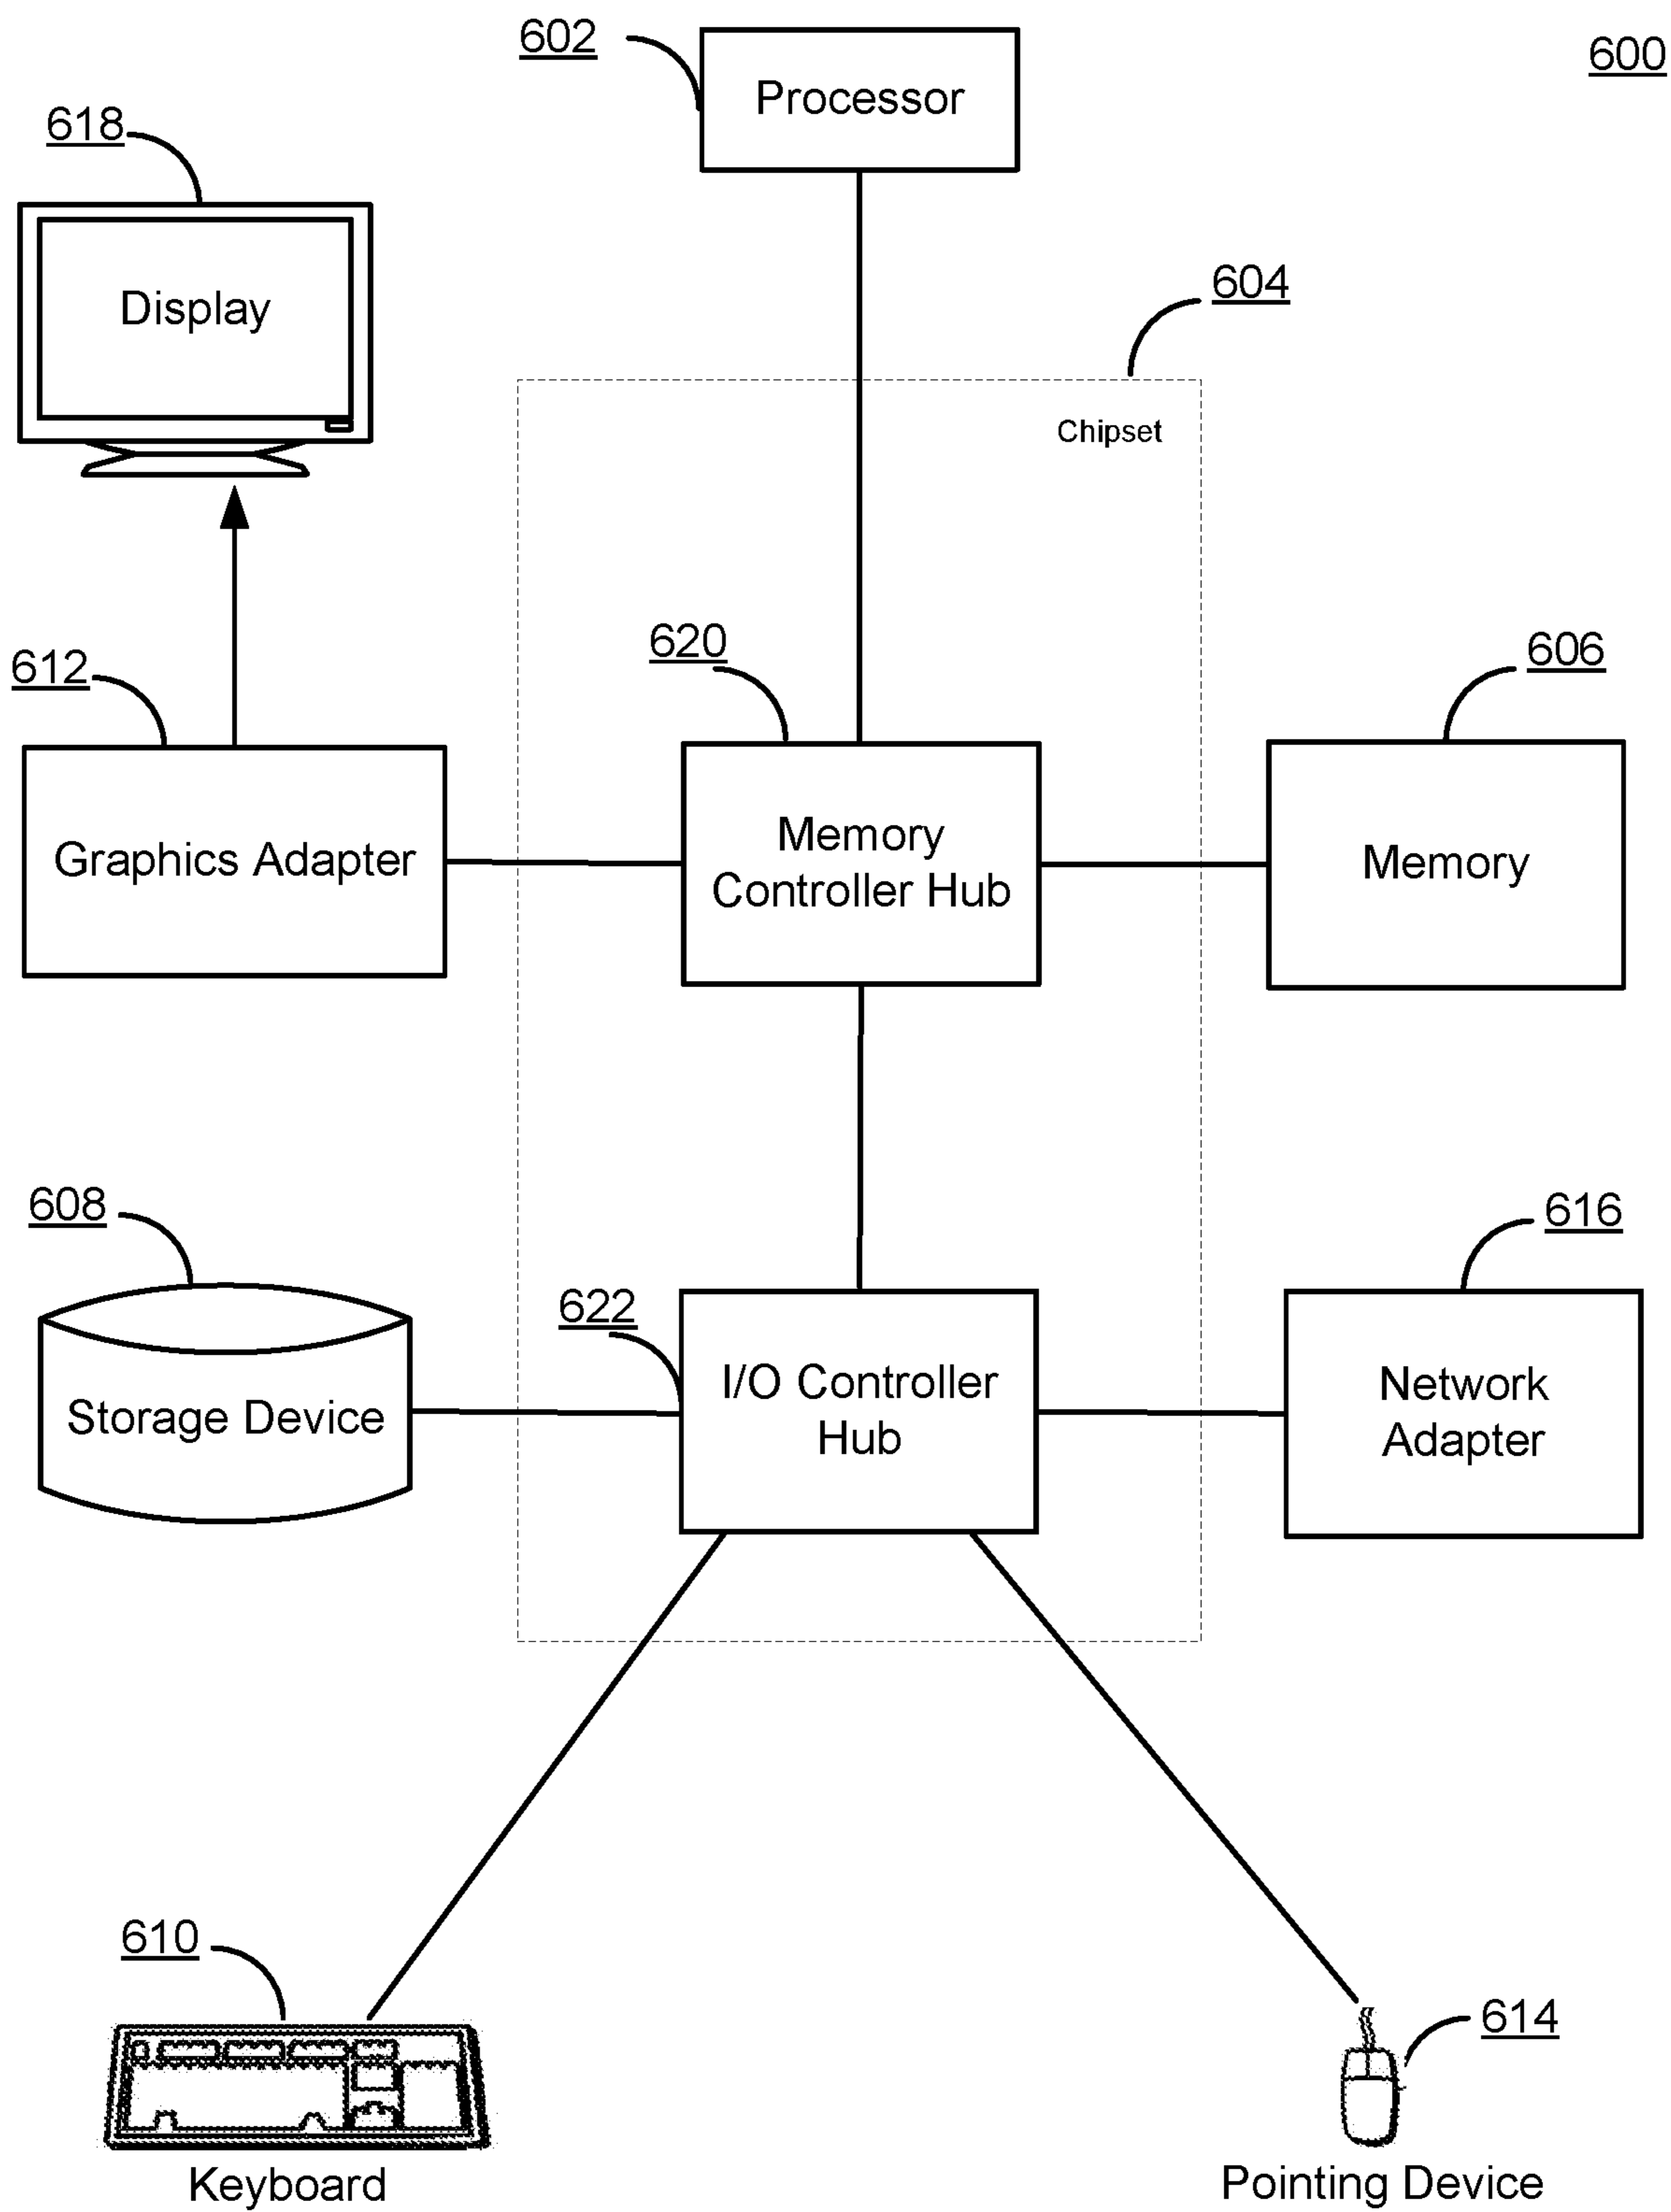 602
Processor
600
618
Display
604
Chipset
620
606
612
Memory
Controller Hub
Graphics Adapter
Memory
608
616
622
I/O Controller
Hub
Storage Device
Network
Adapter
610
614
Keyboard
Pointing Device